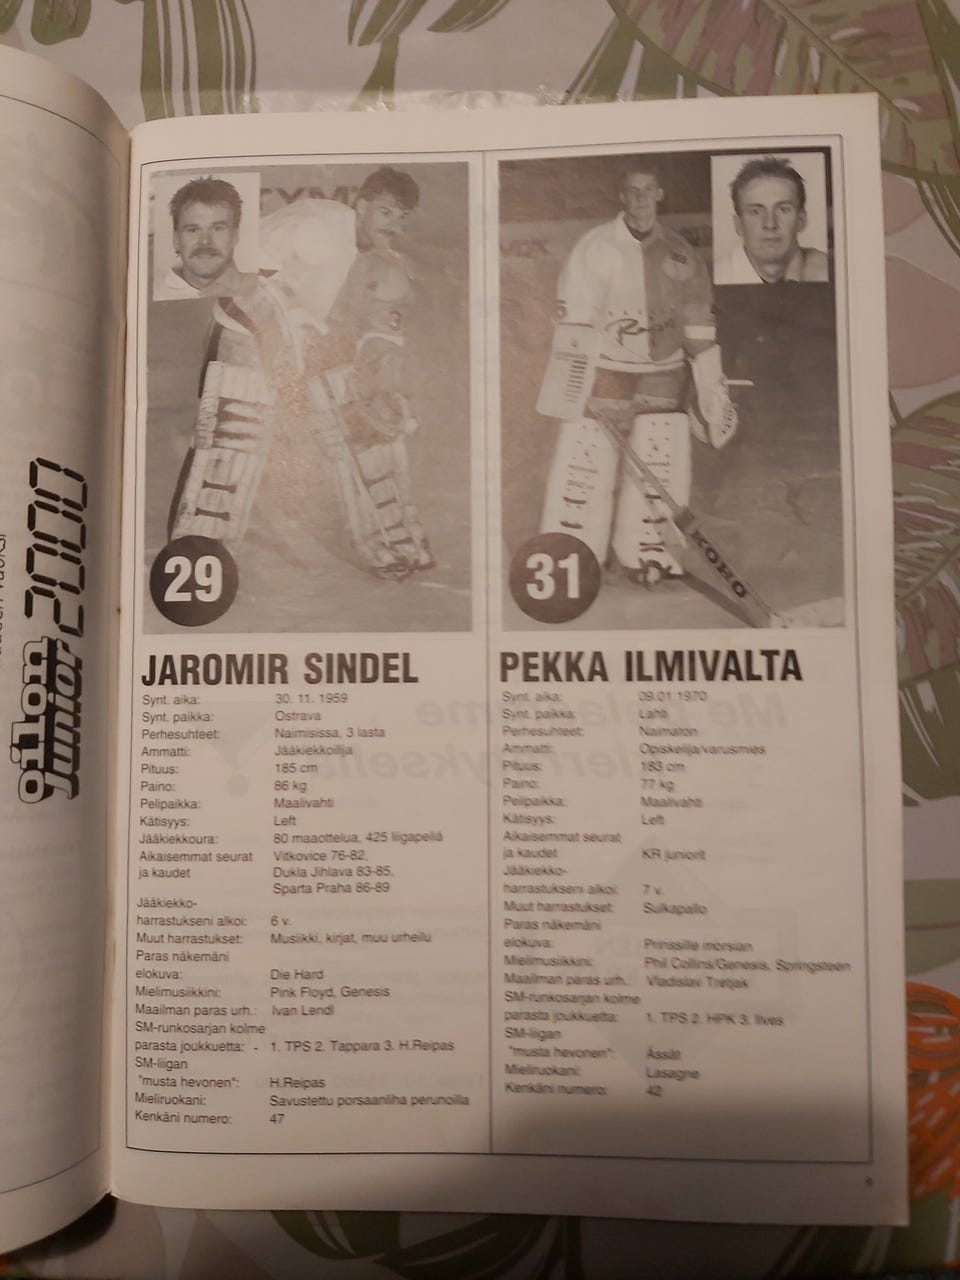 öilon
junior 2000
29
JAROMIR SINDEL
Synt. aika: 30. 11. 1959
Synt. paikka: Ostrava
Perhesuhteet: Naimisissa, 3 lasta
Ammatti: Jääkiekkoilija
Pituus: 185 cm
Paino: 86 kg
Pelipaikka: Maalivahti
Kätisyys: Left
Jääkiekkoura: 80 maaottelua, 425 liigapeliä
Aikaisemmat seurat Vitkovice 76-82,
ja kaudet Dukla Jihlava 83-85,
Sparta Praha 86-89
Jääkiekko-
harrastukseni alkoi: 6 v.
Muut harrastukset: Musiikki, kirjat, muu urheilu
Paras näkemäni
elokuva: Die Hard
Mielimusiikkini: Pink Floyd, Genesis
Maailman paras urh.: Ivan Lendl
SM-runkosarjan kolme
parasta joukkuetta: - 1. TPS 2. Tappara 3. H.Reipas
SM-liigan
"musta hevonen": H.Reipas
Mieliruokani: Savustettu porsaanliha perunoilla
Kenkäni numero: 47
KOHO
31
PEKKA ILMIVALTA
Synt. aika: 09.01.1970
Synt. paikka: Lahti
Perhesuhteet: Naimaton
Ammatti: Opiskelija/varusmies
Pituus: 183 cm
Paino: 77 kg
Pelipaikka: Maalivahti
Kätisyys: Left
Aikaisemmat seurat
ja kaudet KR juniorit
Jääkiekko-
harrastukseni alkoi: 7 v.
Muut harrastukset: Sulkapallo
Paras näkemäni
elokuva: Prinssille morsian
Mielimusiikkini: Phil Collins/Genesis, Springsteen
Maailman paras urh.: Vladislav Tretjak
SM-runkosarjan kolme
parasta joukkuetta: 1. TPS 2. HPK 3. Ilves
SM-liigan
"musta hevonen": Ässät
Mieliruokani: Lasagne
Kenkäni numero: 42